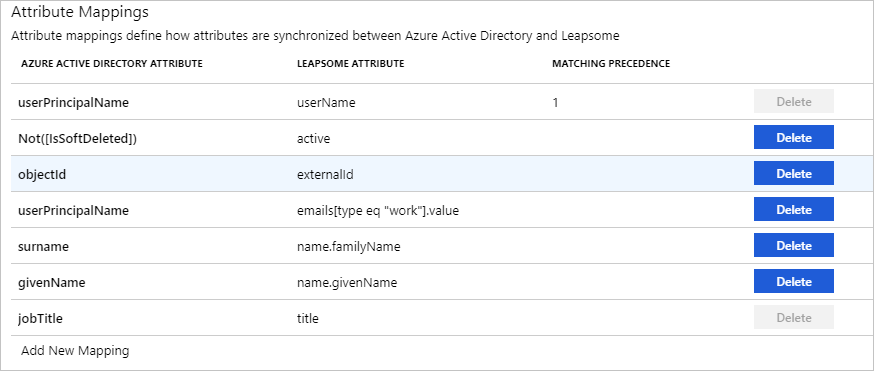 Attribute Mappings
Attribute mappings define how attributes are synchronized between Azure Active Directory and Leapsome
AZURE ACTIVE DIRECTORY ATTRIBUTE LEAPSOME ATTRIBUTE MATCHING PRECEDENCE
userPrincipalName userName 1 Delete
Not([IsSoftDeleted]) active Delete
objectId externalId Delete
userPrincipalName emails[type eq "work"].value Delete
surname name.familyName Delete
givenName name.givenName Delete
jobTitle title Delete
Add New Mapping